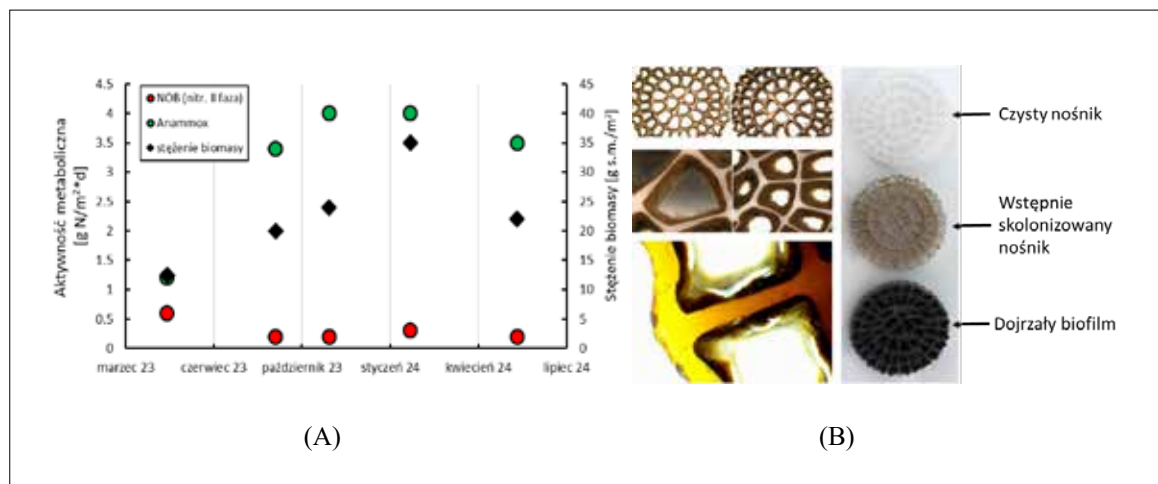 4.5
4
3.5
3
2.5
2
1.5
1
0.5
0
45
40
35
30
25
20
15
10
5
0
Aktywność metaboliczna
[g N/m²*d]
NOB (nitr. II faza)
Anammox
stężenie biomasy
Stężenie biomasy [g s.m./m²]
marzec 23 czerwiec 23 październik 23 styczeń 24 kwiecień 24 lipiec 24
(A)
Czysty nośnik
Wstępnie
skolonizowany
nośnik
Dojrzały biofilm
(B)